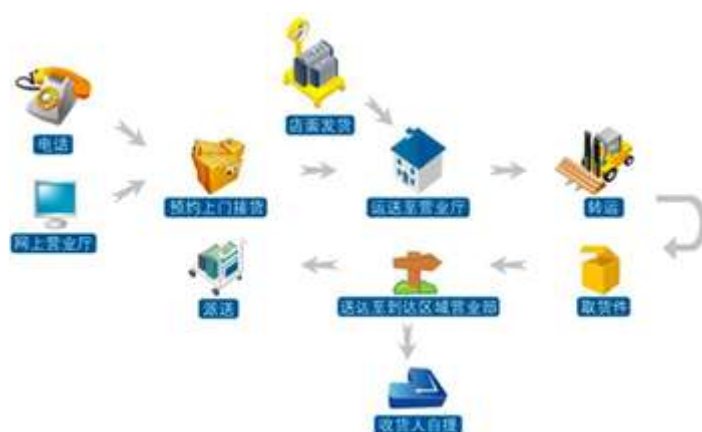 电话
店面发货
网上营业厅
预约上门接货
运送至营业厅
转运
派送
送达至到达区域营业部
取货件
收货人自提